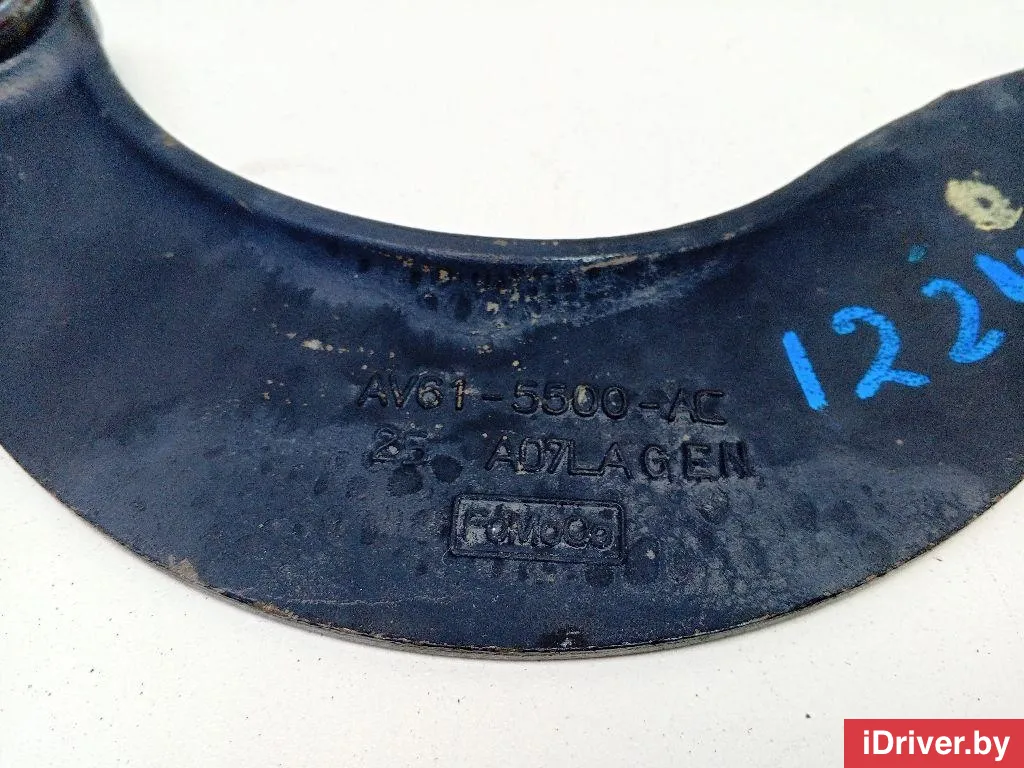 AV61-5500-AC
25 A07LAGEN
FoMoCo
122
iDriver.by